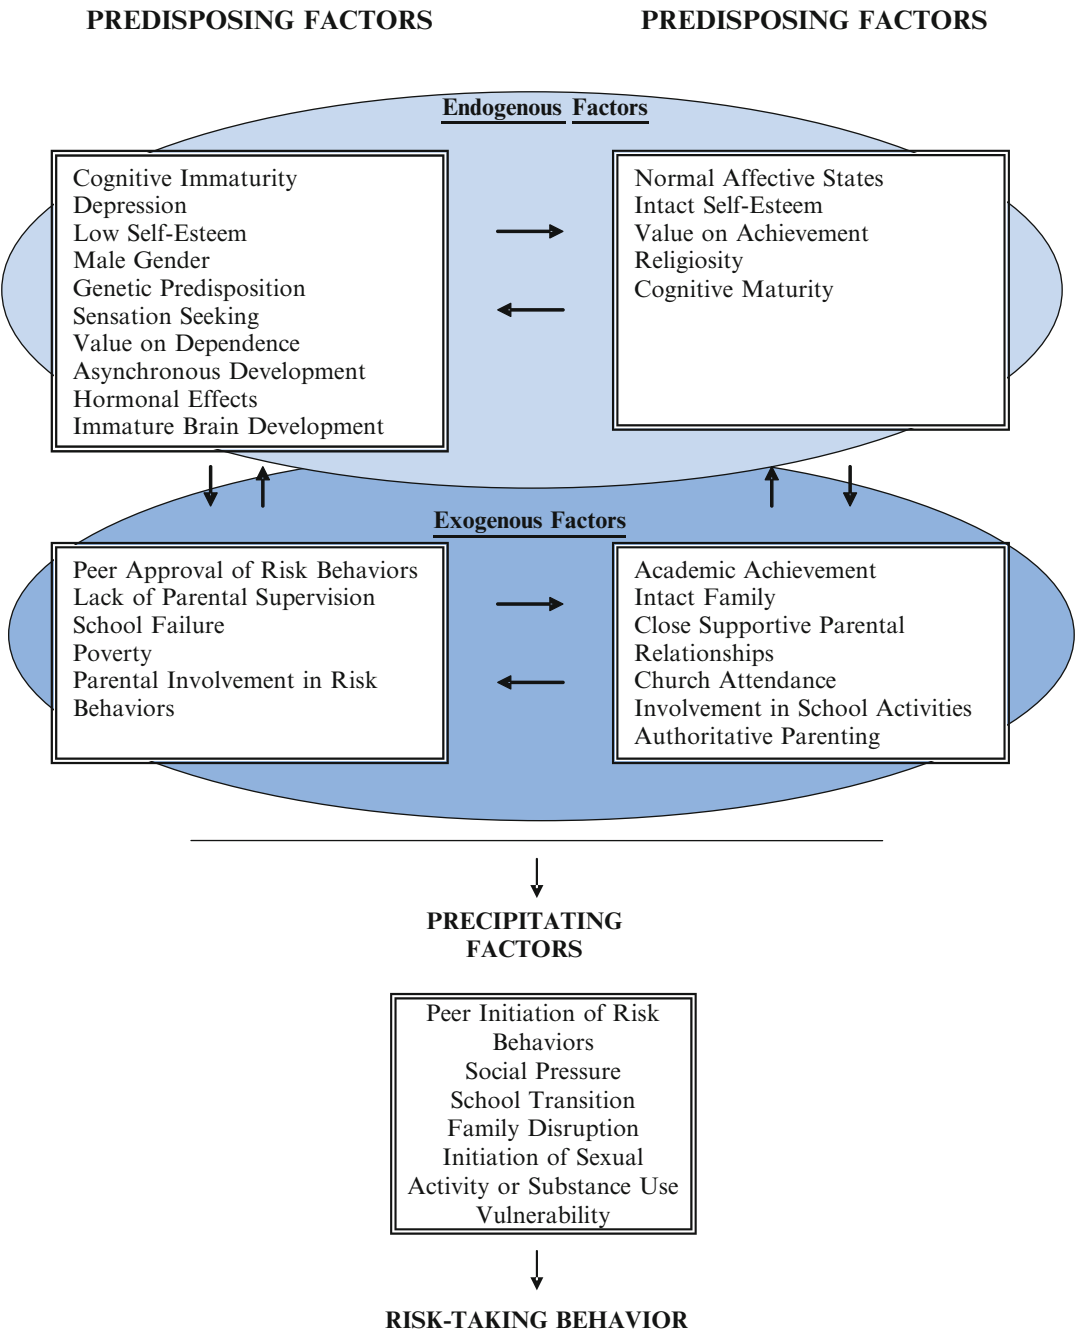 PREDISPOSING FACTORS
PREDISPOSING FACTORS
Endogenous Factors
Cognitive Immaturity
Depression
Low Self-Esteem
Male Gender
Genetic Predisposition
Sensation Seeking
Value on Dependence
Asynchronous Development
Hormonal Effects
Immature Brain Development
Normal Affective States
Intact Self-Esteem
Value on Achievement
Religiosity
Cognitive Maturity
Exogenous Factors
Peer Approval of Risk Behaviors
Lack of Parental Supervision
School Failure
Poverty
Parental Involvement in Risk
Behaviors
Academic Achievement
Intact Family
Close Supportive Parental
Relationships
Church Attendance
Involvement in School Activities
Authoritative Parenting
PRECIPITATING
FACTORS
Peer Initiation of Risk
Behaviors
Social Pressure
School Transition
Family Disruption
Initiation of Sexual
Activity or Substance Use
Vulnerability
RISK-TAKING BEHAVIOR